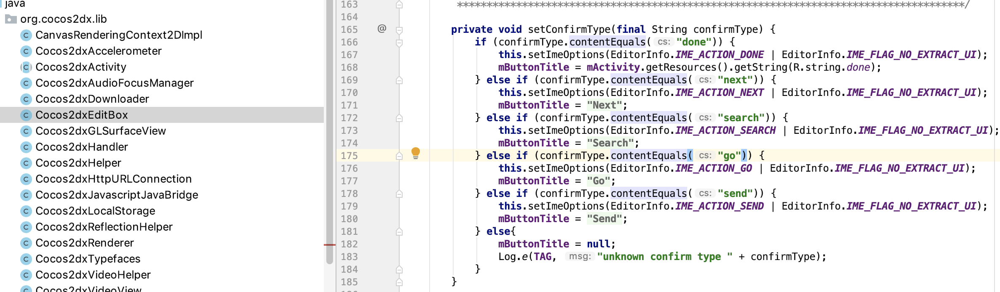 java
org.cocos2dx.lib
CanvasRenderingContext2DImpl
Cocos2dxAccelerometer
Cocos2dxActivity
Cocos2dxAudioFocusManager
Cocos2dxDownloader
Cocos2dxEditBox
Cocos2dxGLSurfaceView
Cocos2dxHandler
Cocos2dxHelper
Cocos2dxHttpURLConnection
Cocos2dxJavascriptJavaBridge
Cocos2dxLocalStorage
Cocos2dxReflectionHelper
Cocos2dxRenderer
Cocos2dxTypefaces
Cocos2dxVideoHelper
Cocos2dxVideoView
163 **************************************************************************************/
164
165 @ private void setConfirmType(final String confirmType) {
166 if (confirmType.contentEquals( cs: "done")) {
167 this.setImeOptions(EditorInfo.IME_ACTION_DONE | EditorInfo.IME_FLAG_NO_EXTRACT_UI);
168 mButtonTitle = mActivity.getResources().getString(R.string.done);
169 } else if (confirmType.contentEquals( cs: "next")) {
170 this.setImeOptions(EditorInfo.IME_ACTION_NEXT | EditorInfo.IME_FLAG_NO_EXTRACT_UI);
171 mButtonTitle = "Next";
172 } else if (confirmType.contentEquals( cs: "search")) {
173 this.setImeOptions(EditorInfo.IME_ACTION_SEARCH | EditorInfo.IME_FLAG_NO_EXTRACT_UI);
174 mButtonTitle = "Search";
175 } else if (confirmType.contentEquals( cs: "go")) {
176 this.setImeOptions(EditorInfo.IME_ACTION_GO | EditorInfo.IME_FLAG_NO_EXTRACT_UI);
177 mButtonTitle = "Go";
178 } else if (confirmType.contentEquals( cs: "send")) {
179 this.setImeOptions(EditorInfo.IME_ACTION_SEND | EditorInfo.IME_FLAG_NO_EXTRACT_UI);
180 mButtonTitle = "Send";
181 } else{
182 mButtonTitle = null;
183 Log.e(TAG, msg: "unknown confirm type " + confirmType);
184 }
185 }